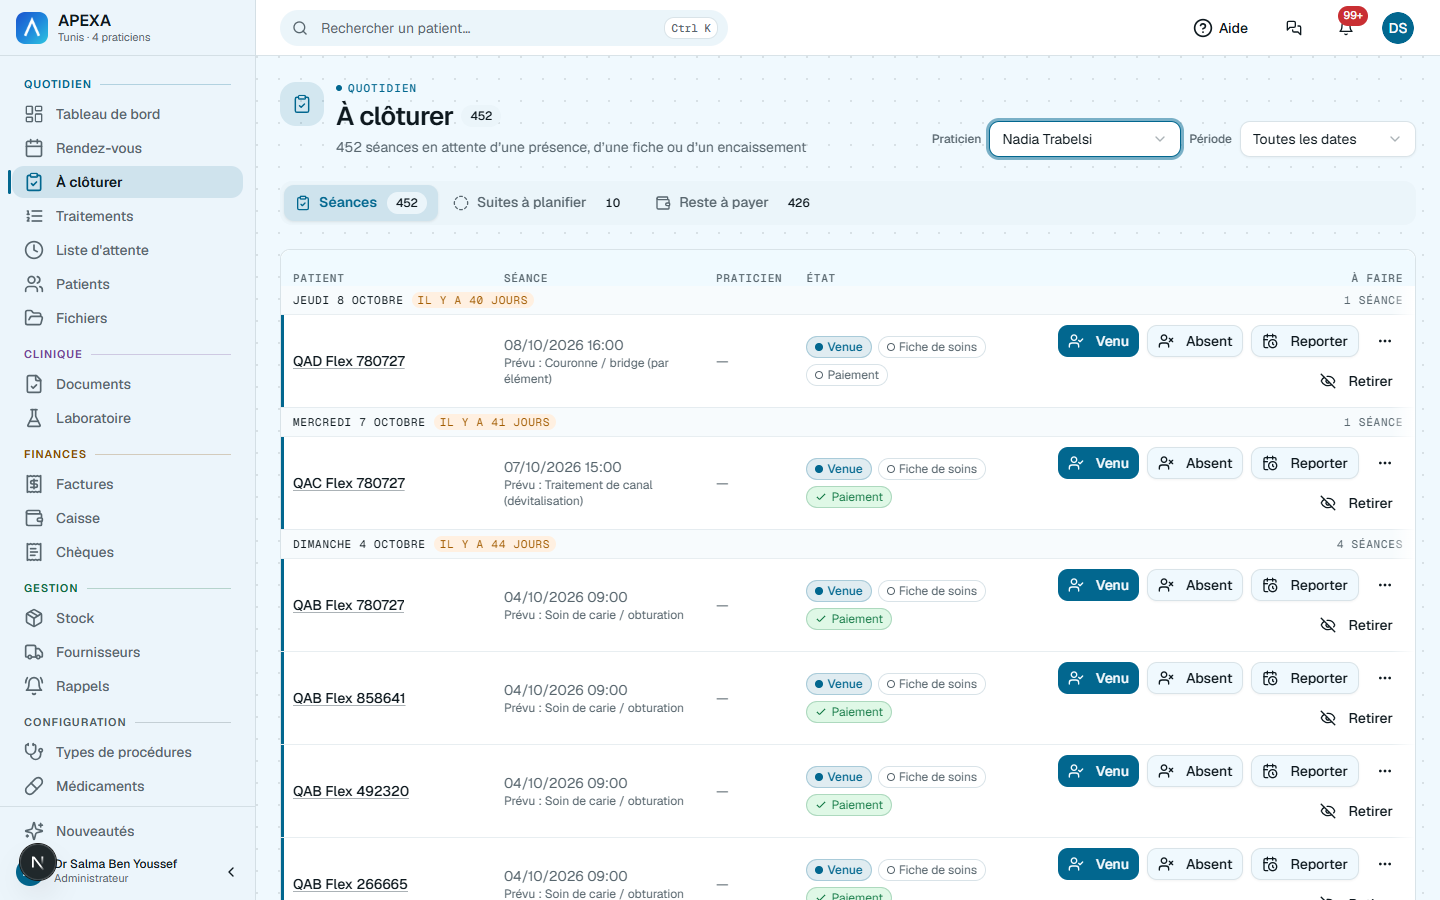 APEXA
Tunis · 4 praticiens
Rechercher un patient…
Ctrl K
Aide
99+
DS
QUOTIDIEN
Tableau de bord
Rendez-vous
À clôturer
Traitements
Liste d'attente
Patients
Fichiers
CLINIQUE
Documents
Laboratoire
FINANCES
Factures
Caisse
Chèques
GESTION
Stock
Fournisseurs
Rappels
CONFIGURATION
Types de procédures
Médicaments
Nouveautés
N
Dr Salma Ben Youssef
Administrateur
QUOTIDIEN
À clôturer 452
452 séances en attente d'une présence, d'une fiche ou d'un encaissement
Praticien Nadia Trabelsi Période Toutes les dates
Séances 452 Suites à planifier 10 Reste à payer 426
PATIENT SÉANCE PRATICIEN ÉTAT À FAIRE
JEUDI 8 OCTOBRE IL Y A 40 JOURS 1 SÉANCE
QAD Flex 780727
08/10/2026 16:00
Prévu : Couronne / bridge (par
élément)
—
Venue Fiche de soins
Paiement
Venu Absent Reporter
Retirer
MERCREDI 7 OCTOBRE IL Y A 41 JOURS 1 SÉANCE
QAC Flex 780727
07/10/2026 15:00
Prévu : Traitement de canal
(dévitalisation)
—
Venue Fiche de soins
Paiement
Venu Absent Reporter
Retirer
DIMANCHE 4 OCTOBRE IL Y A 44 JOURS 4 SÉANCES
QAB Flex 780727
04/10/2026 09:00
Prévu : Soin de carie / obturation
—
Venue Fiche de soins
Paiement
Venu Absent Reporter
Retirer
QAB Flex 858641
04/10/2026 09:00
Prévu : Soin de carie / obturation
—
Venue Fiche de soins
Paiement
Venu Absent Reporter
Retirer
QAB Flex 492320
04/10/2026 09:00
Prévu : Soin de carie / obturation
—
Venue Fiche de soins
Paiement
Venu Absent Reporter
Retirer
QAB Flex 266665
04/10/2026 09:00
Prévu : Soin de carie / obturation
—
Venue Fiche de soins
Paiement
Venu Absent Reporter